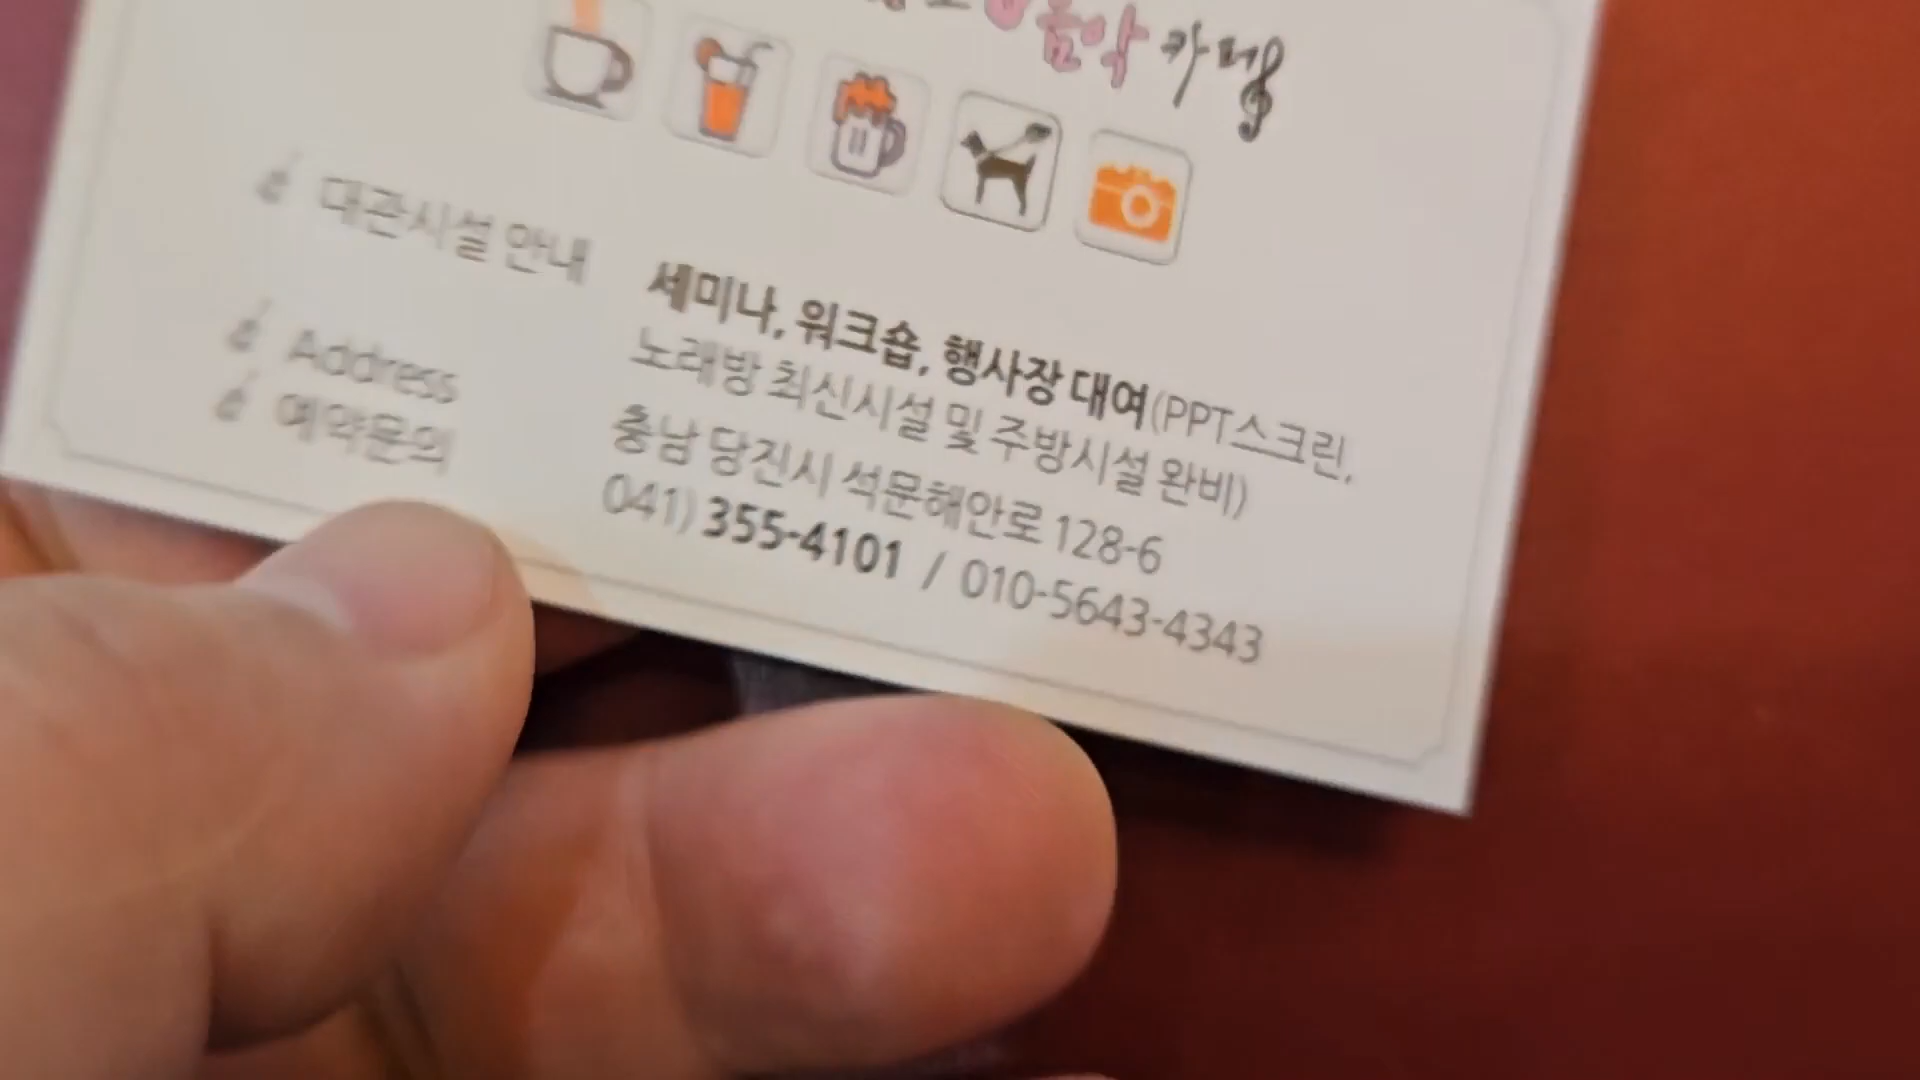 음악 카페
대관시설 안내 세미나, 워크숍, 행사장 대여(PPT스크린,
노래방 최신시설 및 주방시설 완비)
Address 충남 당진시 석문해안로 128-6
예약문의 041) 355-4101 / 010-5643-4343